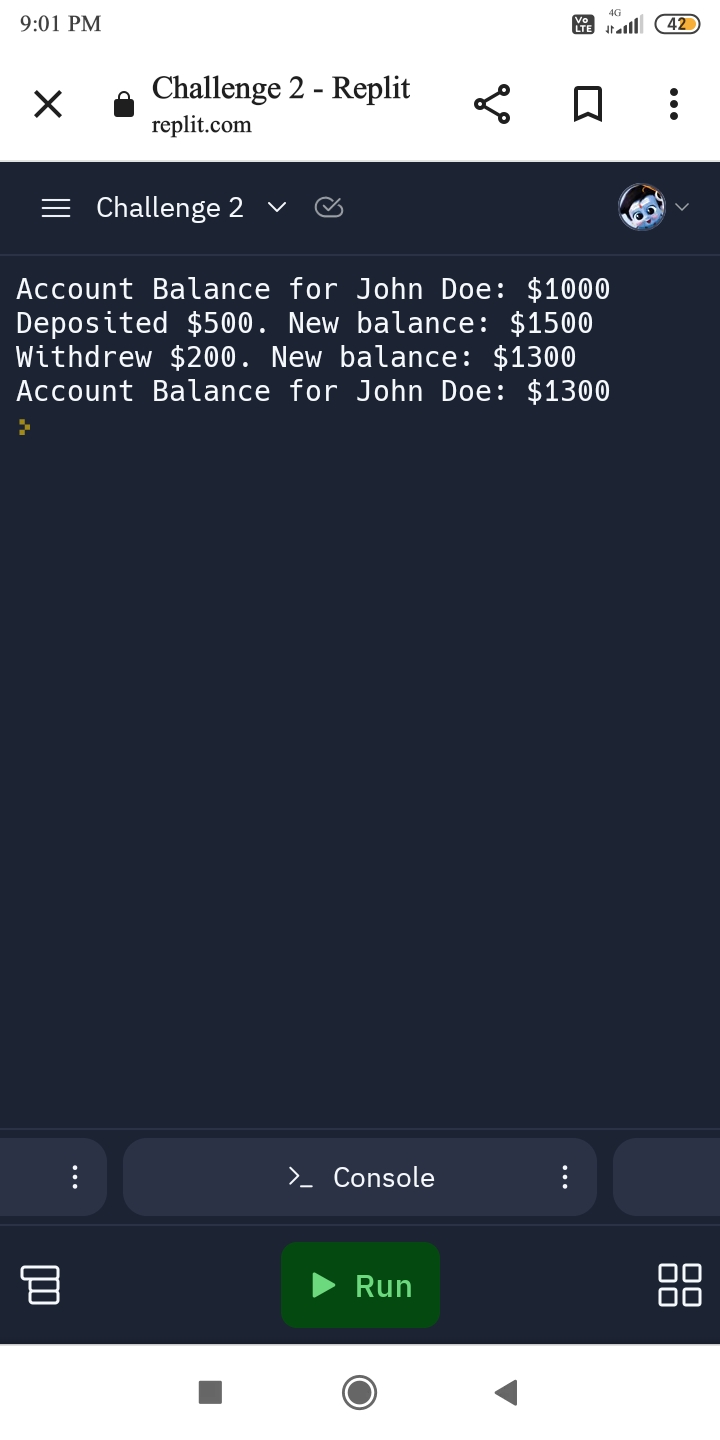 9:01 PM
Vo LTE
4G
42
Challenge 2 - Replit
replit.com
Challenge 2
Account Balance for John Doe: $1000
Deposited $500. New balance: $1500
Withdrew $200. New balance: $1300
Account Balance for John Doe: $1300
Console
Run